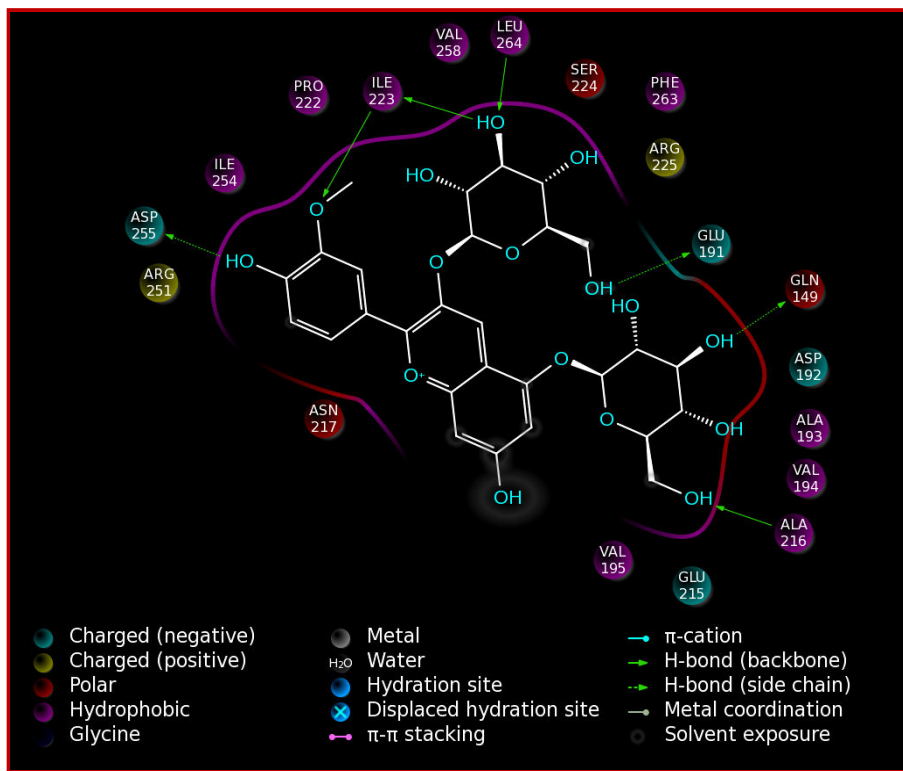 LEU
264
VAL
258
SER
224
ILE
223
PRO
222
PHE
263
HO
ARG
225
OH
ILE
254
HO
O
ASP
255
GLU
191
O
HO
O
ARG
251
OH
GLN
149
HO
OH
O
O+
ASP
192
O
OH
ASN
217
ALA
193
VAL
194
OH
OH
ALA
216
VAL
195
GLU
215
Charged (negative)
Charged (positive)
Polar
Hydrophobic
Glycine
Metal
H₂O Water
Hydration site
Displaced hydration site
π-π stacking
π-cation
H-bond (backbone)
H-bond (side chain)
Metal coordination
Solvent exposure